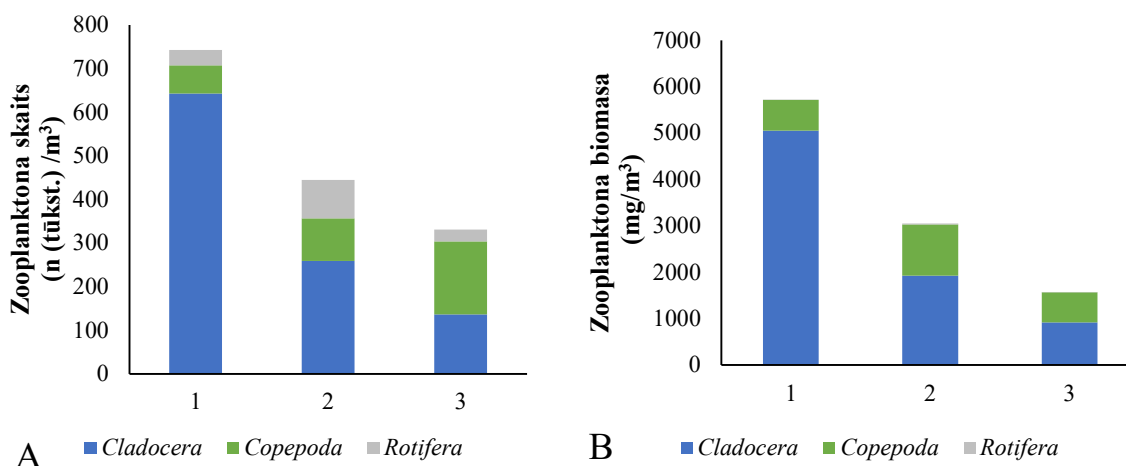 Zooplanktona skaits
(n (tūkst.) /m³)
800
700
600
500
400
300
200
100
0
1 2 3
A
Cladocera Copepoda Rotifera
Zooplanktona biomasa
(mg/m³)
7000
6000
5000
4000
3000
2000
1000
0
1 2 3
B
Cladocera Copepoda Rotifera